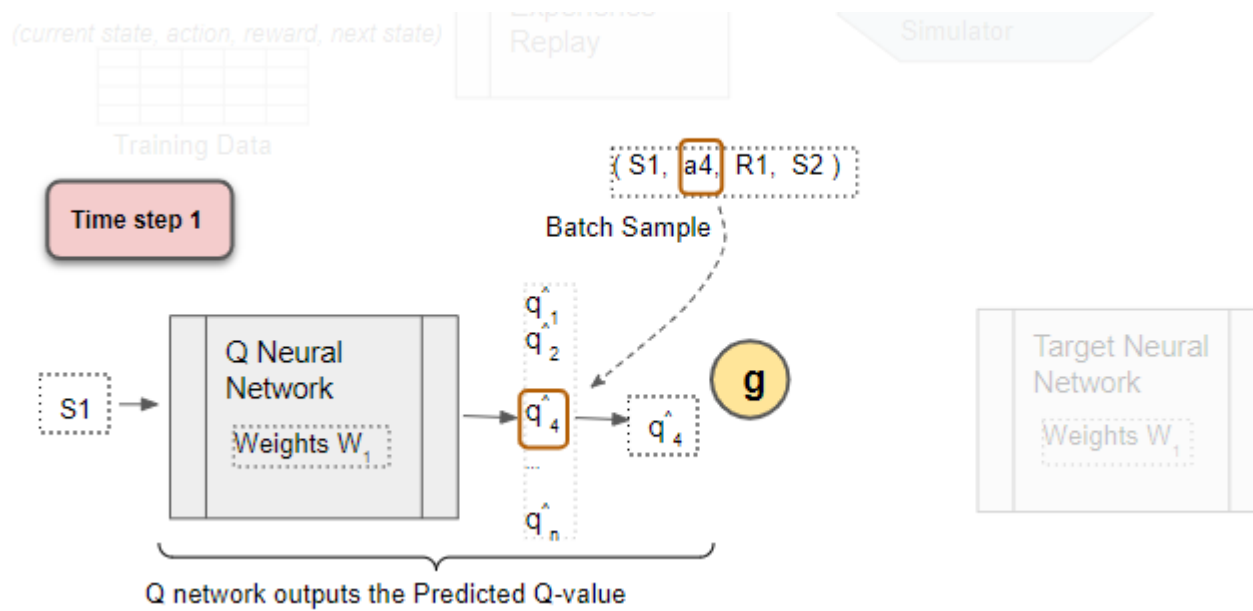 (current state, action, reward, next state)
Experience
Replay
Simulator
Training Data
( S1, a4, R1, S2 )
Time step 1
Batch Sample
q^1
q^2
Q Neural
Network
g
Target Neural
Network
S1
q^4
q^4
Weights W1
Weights W1
...
q^n
Q network outputs the Predicted Q-value